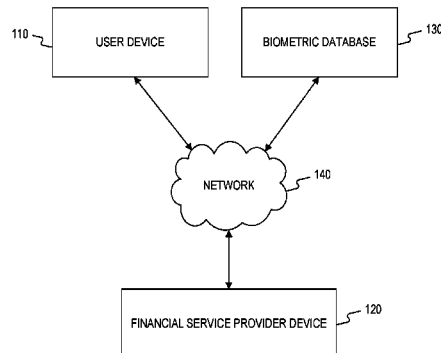 110
USER DEVICE
BIOMETRIC DATABASE
130
NETWORK
140
FINANCIAL SERVICE PROVIDER DEVICE
120